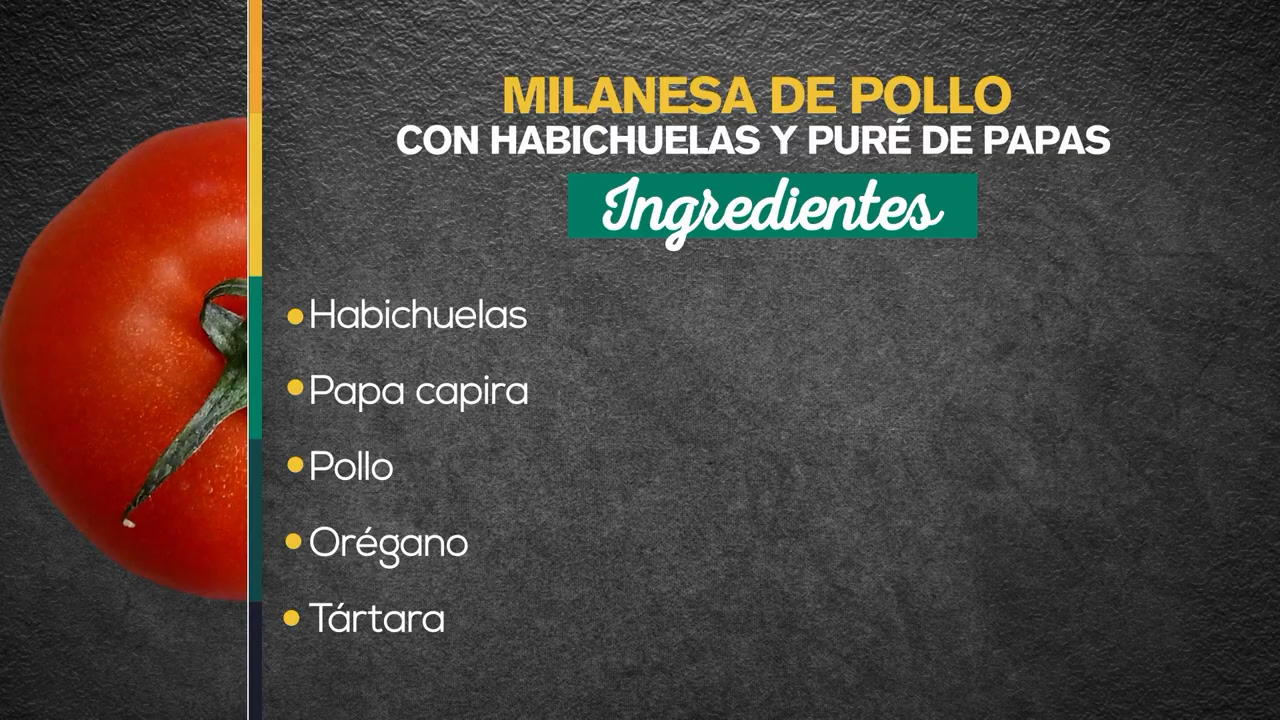 MILANESA DE POLLO
CON HABICHUELAS Y PURÉ DE PAPAS
Ingredientes
Habichuelas
Papa capira
Pollo
Orégano
Tártara